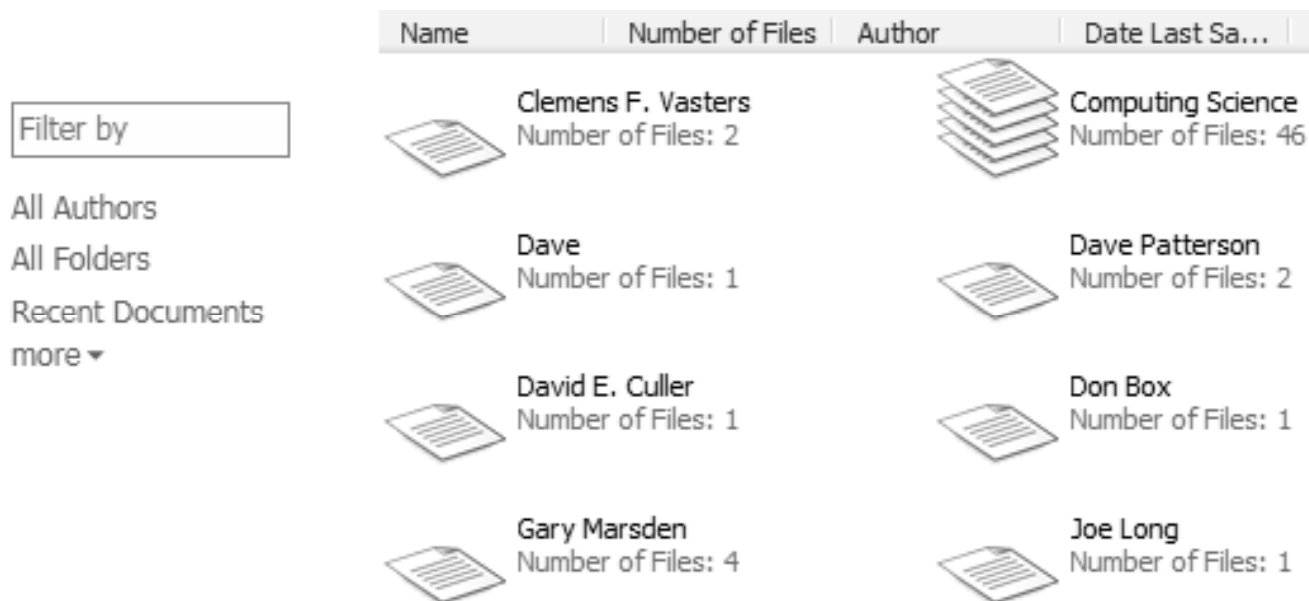 Name Number of Files Author Date Last Sa...
Filter by
All Authors
All Folders
Recent Documents
more
Clemens F. Vasters
Number of Files: 2
Computing Science
Number of Files: 46
Dave
Number of Files: 1
Dave Patterson
Number of Files: 2
David E. Culler
Number of Files: 1
Don Box
Number of Files: 1
Gary Marsden
Number of Files: 4
Joe Long
Number of Files: 1